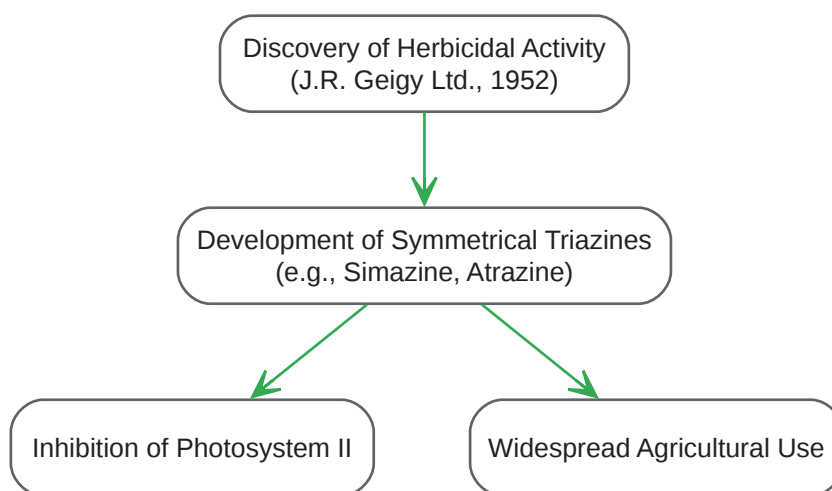 Discovery of Herbicidal Activity
(J.R. Geigy Ltd., 1952)
Development of Symmetrical Triazines
(e.g., Simazine, Atrazine)
Inhibition of Photosystem II
Widespread Agricultural Use